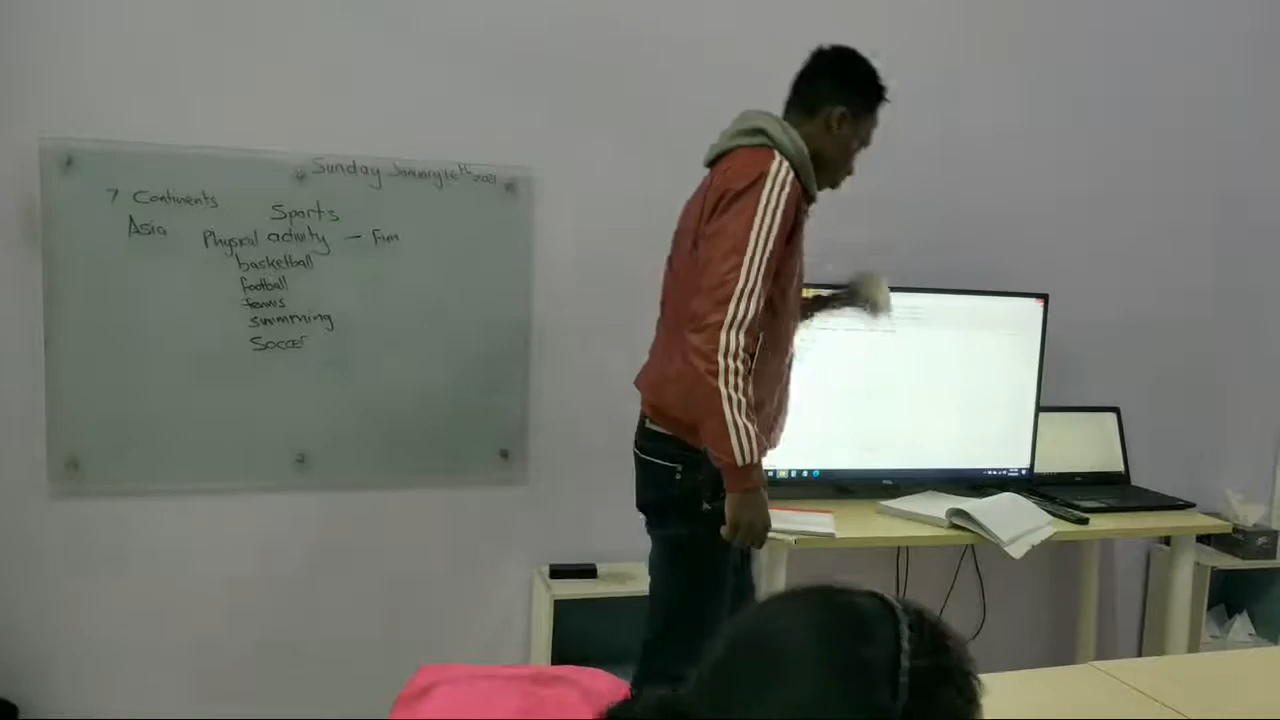 Sunday January 16th 2021
7 Continents
Sports
Asia
Physical activity — Fun
basketball
football
tennis
swimming
Soccer